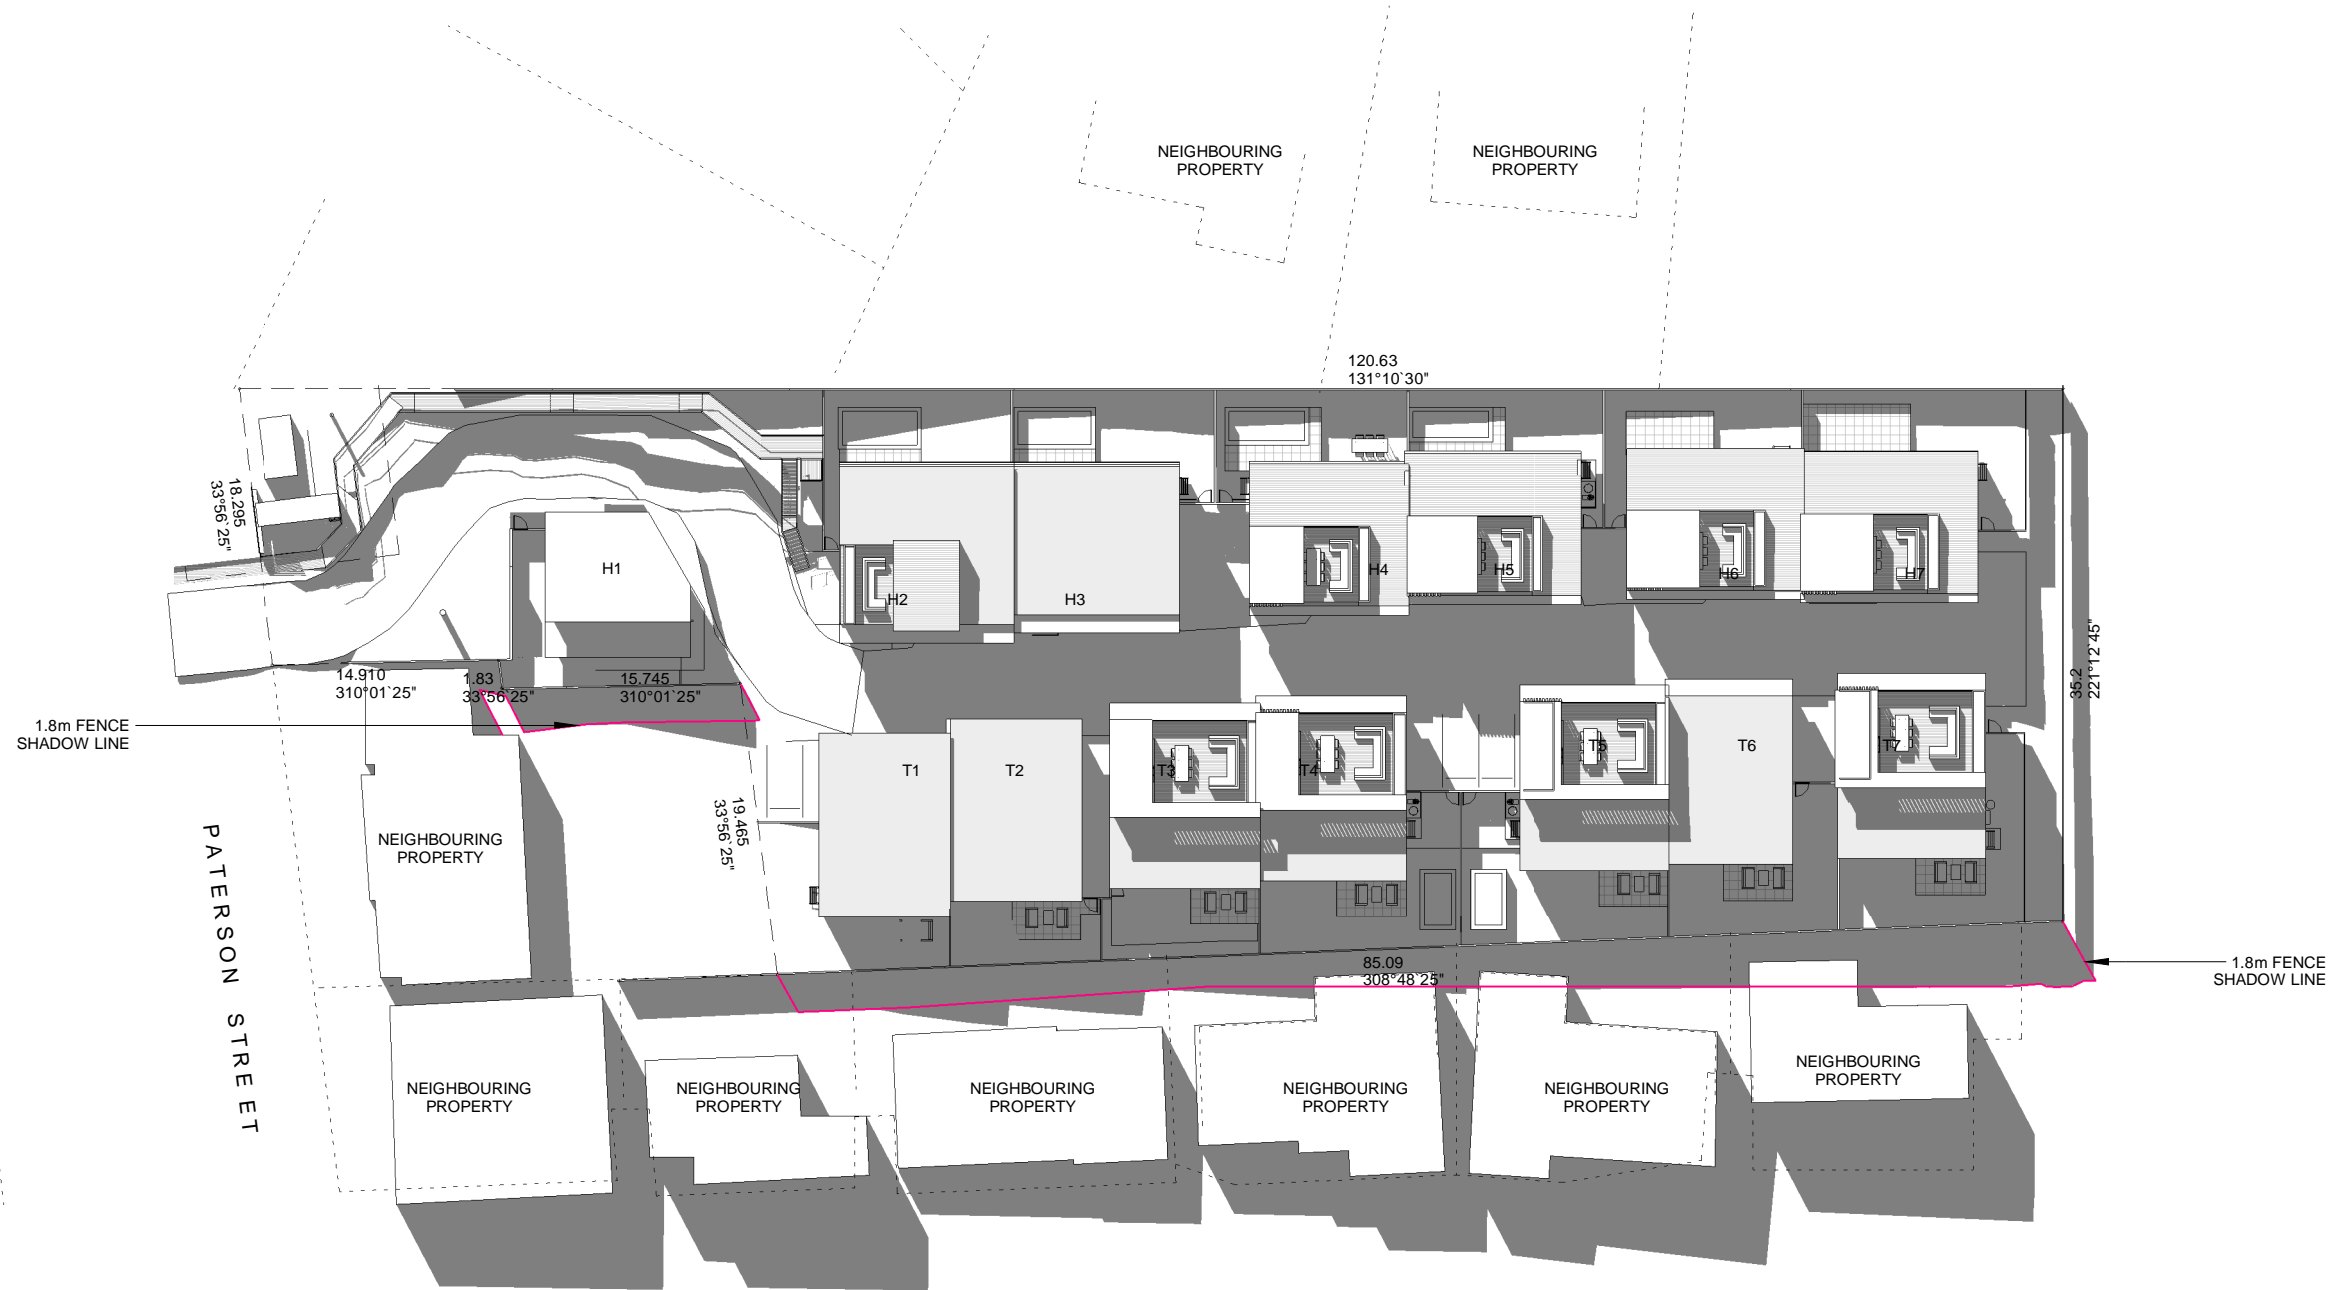 NEIGHBOURING
PROPERTY
NEIGHBOURING
PROPERTY
120.63
131°10`30"
18.295
33°56`25"
H1
H2
H3
H4
H5
H6
H7
14.910
310°01`25"
1.83
33°56`25"
15.745
310°01`25"
35.2
221°12`45"
1.8m FENCE
SHADOW LINE
T1
T2
T3
T4
T5
T6
T7
19.465
33°56`25"
NEIGHBOURING
PROPERTY
PATERSON STREET
85.09
308°48`25"
1.8m FENCE
SHADOW LINE
NEIGHBOURING
PROPERTY
NEIGHBOURING
PROPERTY
NEIGHBOURING
PROPERTY
NEIGHBOURING
PROPERTY
NEIGHBOURING
PROPERTY
NEIGHBOURING
PROPERTY